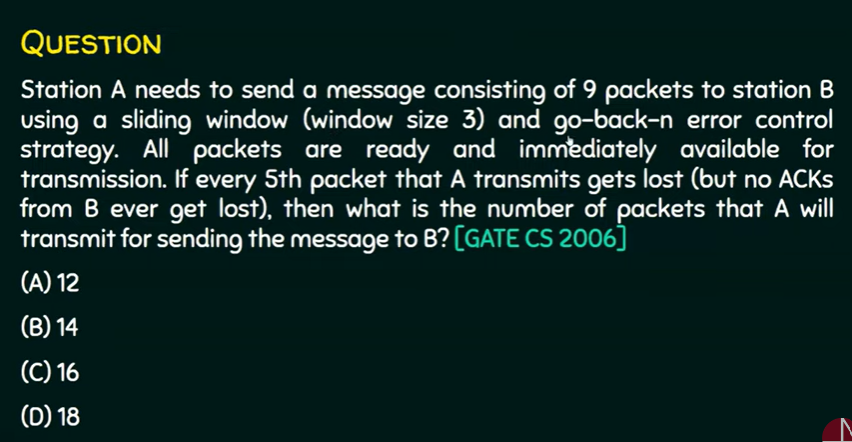 QUESTION
Station A needs to send a message consisting of 9 packets to station B
using a sliding window (window size 3) and go-back-n error control
strategy. All packets are ready and immediately available for
transmission. If every 5th packet that A transmits gets lost (but no ACKs
from B ever get lost), then what is the number of packets that A will
transmit for sending the message to B? [GATE CS 2006]
(A) 12
(B) 14
(C) 16
(D) 18